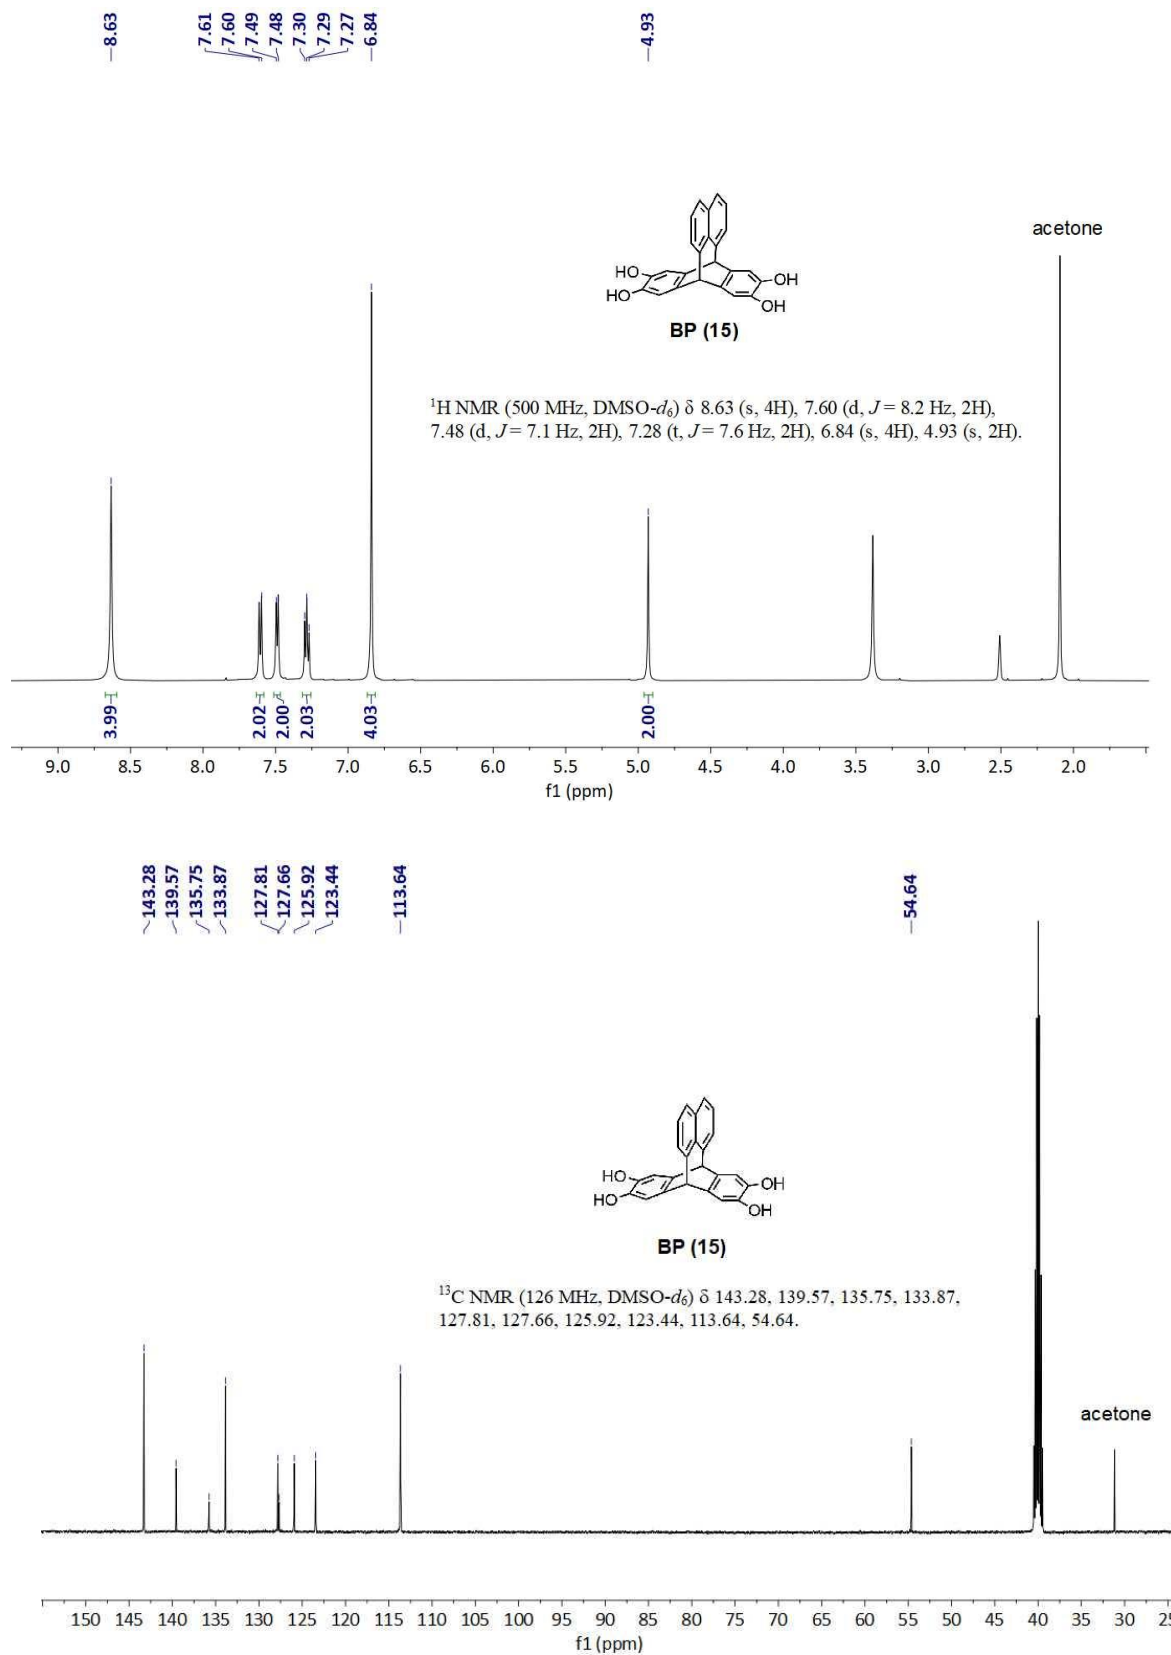 8.63
7.61
7.60
7.49
7.48
7.30
7.29
7.27
6.84
4.93
acetone
HO
HO
OH
OH
BP (15)
¹H NMR (500 MHz, DMSO-d₆) δ 8.63 (s, 4H), 7.60 (d, J = 8.2 Hz, 2H),
7.48 (d, J = 7.1 Hz, 2H), 7.28 (t, J = 7.6 Hz, 2H), 6.84 (s, 4H), 4.93 (s, 2H).
3.99
2.02
2.00
2.03
4.03
2.00
9.0 8.5 8.0 7.5 7.0 6.5 6.0 5.5 5.0 4.5 4.0 3.5 3.0 2.5 2.0
f1 (ppm)
143.28
139.57
135.75
133.87
127.81
127.66
125.92
123.44
113.64
54.64
HO
HO
OH
OH
BP (15)
¹³C NMR (126 MHz, DMSO-d₆) δ 143.28, 139.57, 135.75, 133.87,
127.81, 127.66, 125.92, 123.44, 113.64, 54.64.
acetone
150 145 140 135 130 125 120 115 110 105 100 95 90 85 80 75 70 65 60 55 50 45 40 35 30 25
f1 (ppm)